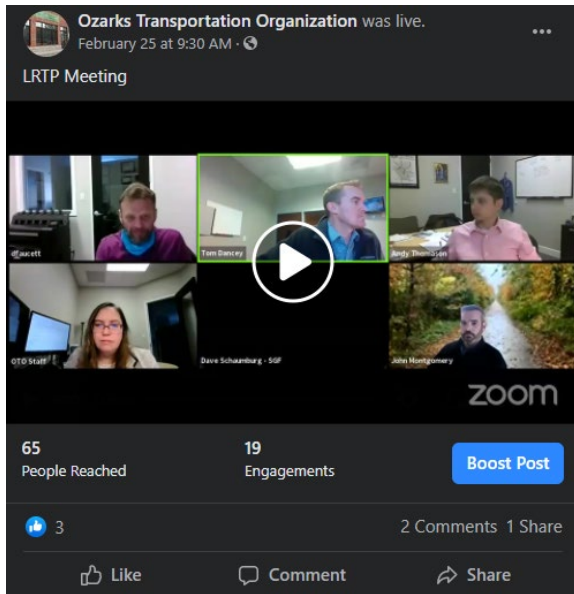 Ozarks Transportation Organization was live.
February 25 at 9:30 AM ·
LRTP Meeting
dfaucett
Tom Dancey
Andy Thomason
OTO Staff
Dave Schaumburg - SGF
John Montgomery
zoom
65
People Reached
19
Engagements
Boost Post
3
2 Comments 1 Share
Like
Comment
Share